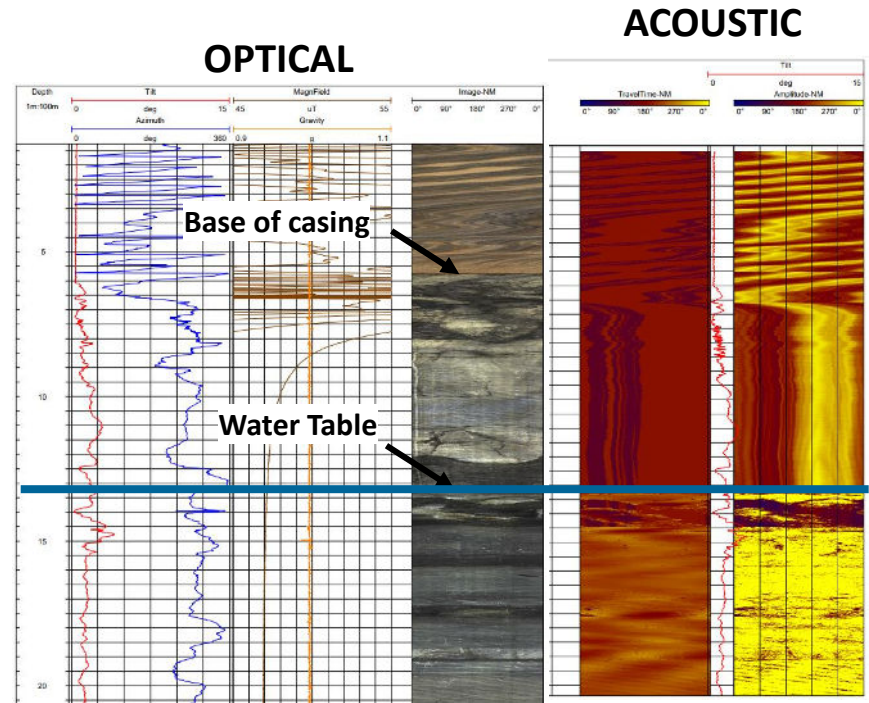 OPTICAL
ACOUSTIC
Depth
1m:100m
Tilt
0 deg 15
Azimuth
0 deg 360
MagnField
45 uT 55
Gravity
0.9 g 1.1
Image-NM
0° 90° 180° 270° 0°
TravelTime-NM
0° 90° 180° 270° 0°
Tilt
0 deg 15
Amplitude-NM
0° 90° 180° 270° 0°
Base of casing
5
10
Water Table
15
20